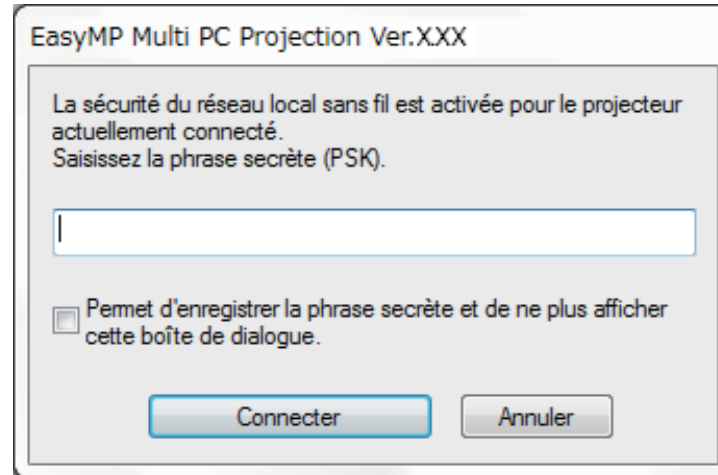 EasyMP Multi PC Projection Ver.XXX
La sécurité du réseau local sans fil est activée pour le projecteur
actuellement connecté.
Saisissez la phrase secrète (PSK).
Permet d'enregistrer la phrase secrète et de ne plus afficher
cette boîte de dialogue.
Connecter
Annuler